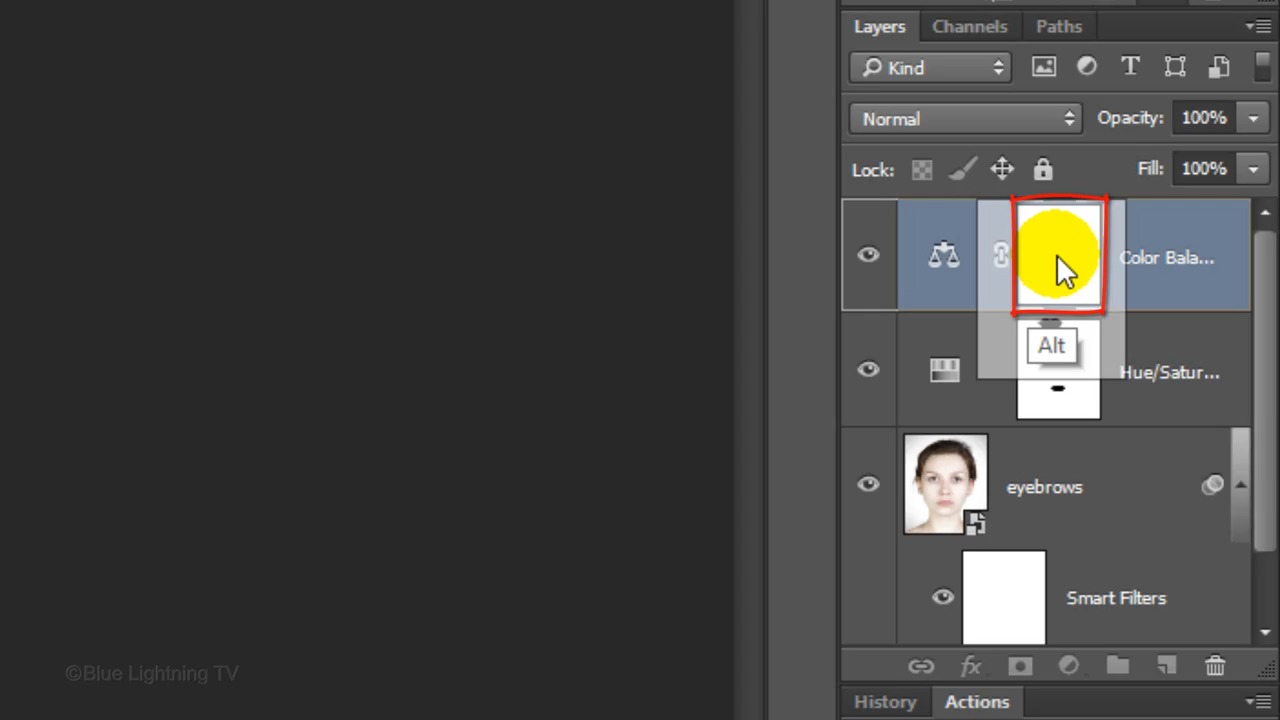 Layers Channels Paths
Kind
Normal Opacity: 100%
Lock: Fill: 100%
Color Bala...
Alt
Hue/Satur...
eyebrows
Smart Filters
fx
©Blue Lightning TV
History Actions